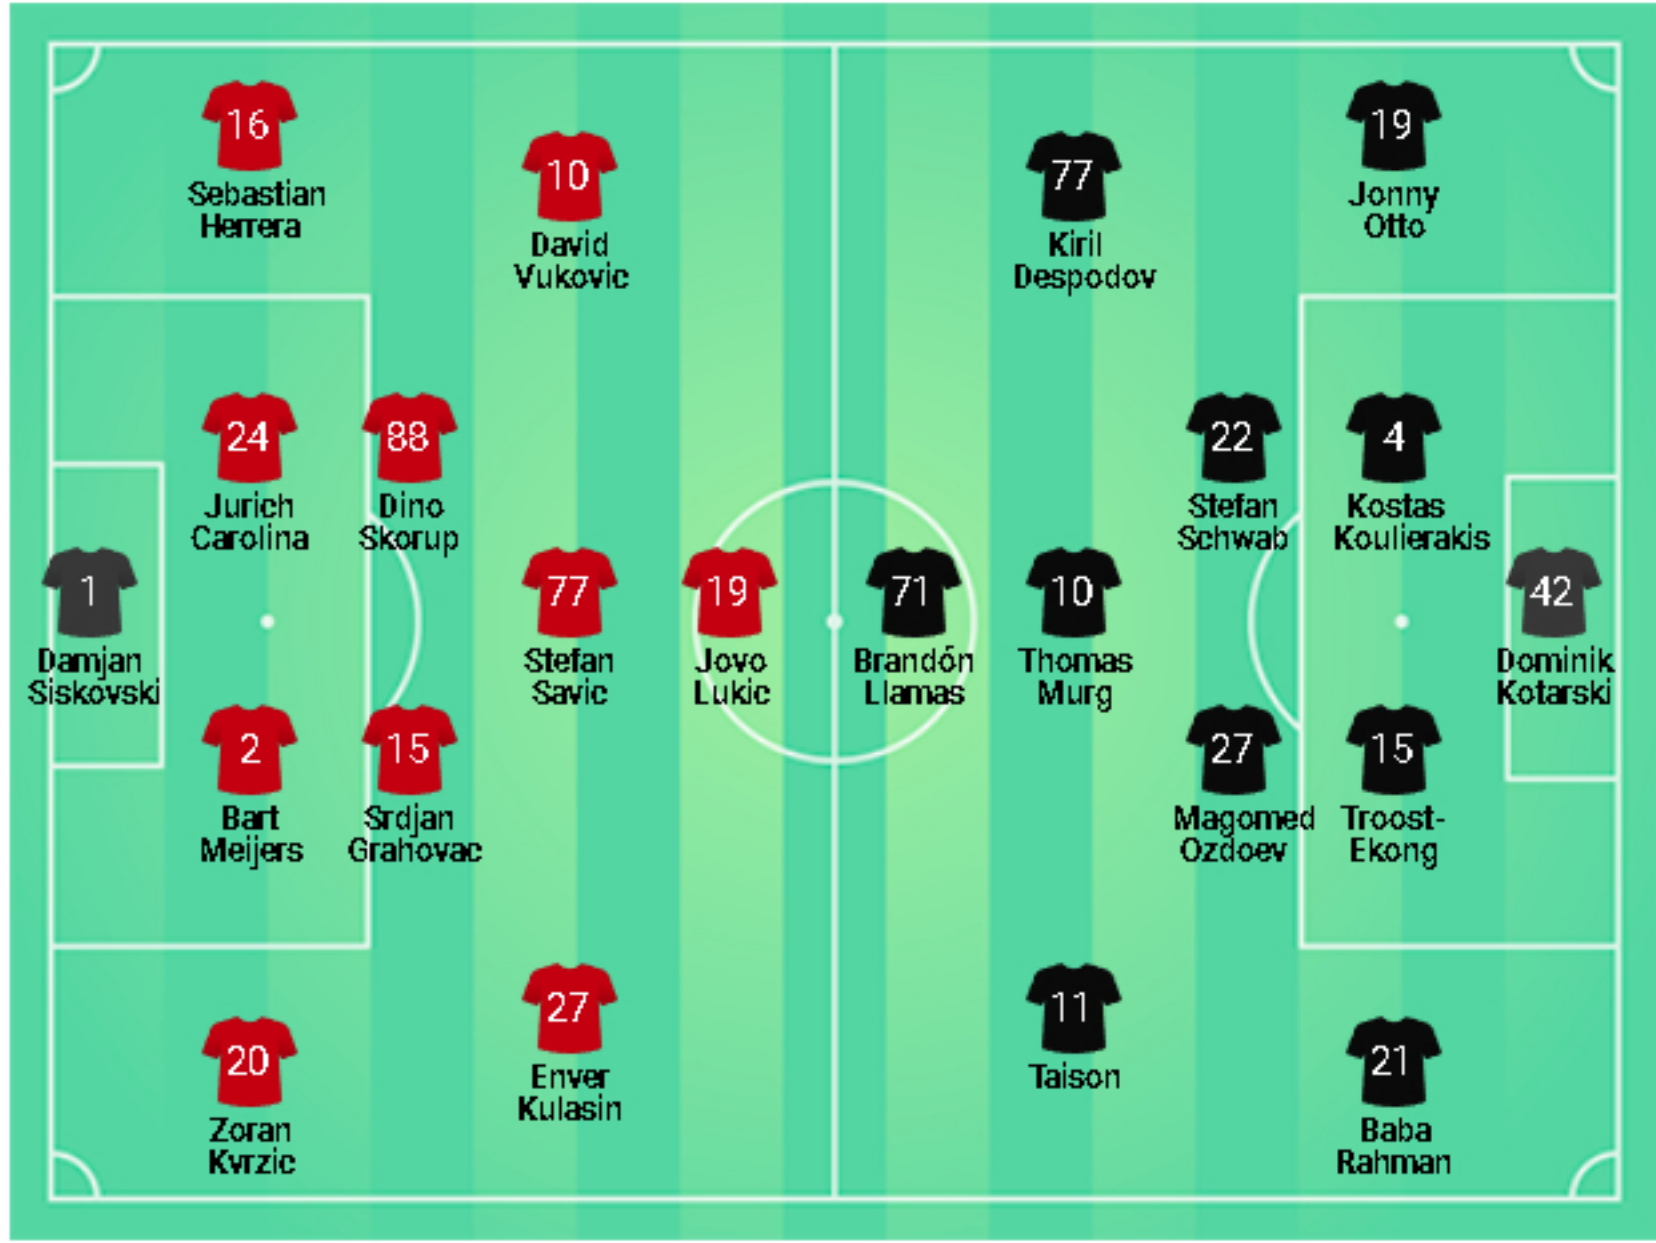 16
Sebastian
Herrera
10
David
Vukovic
77
Kiril
Despodov
19
Jonny
Otto
24
Jurich
Carolina
88
Dino
Skorup
22
Stefan
Schwab
4
Kostas
Koulierakis
1
Damjan
Siskovski
77
Stefan
Savic
19
Jovo
Lukic
71
Brandón
Llamas
10
Thomas
Murg
42
Dominik
Kotarski
2
Bart
Meijers
15
Srdjan
Grahovac
27
Magomed
Ozdoev
15
Troost-
Ekong
20
Zoran
Kvrzic
27
Enver
Kulasin
11
Taison
21
Baba
Rahman